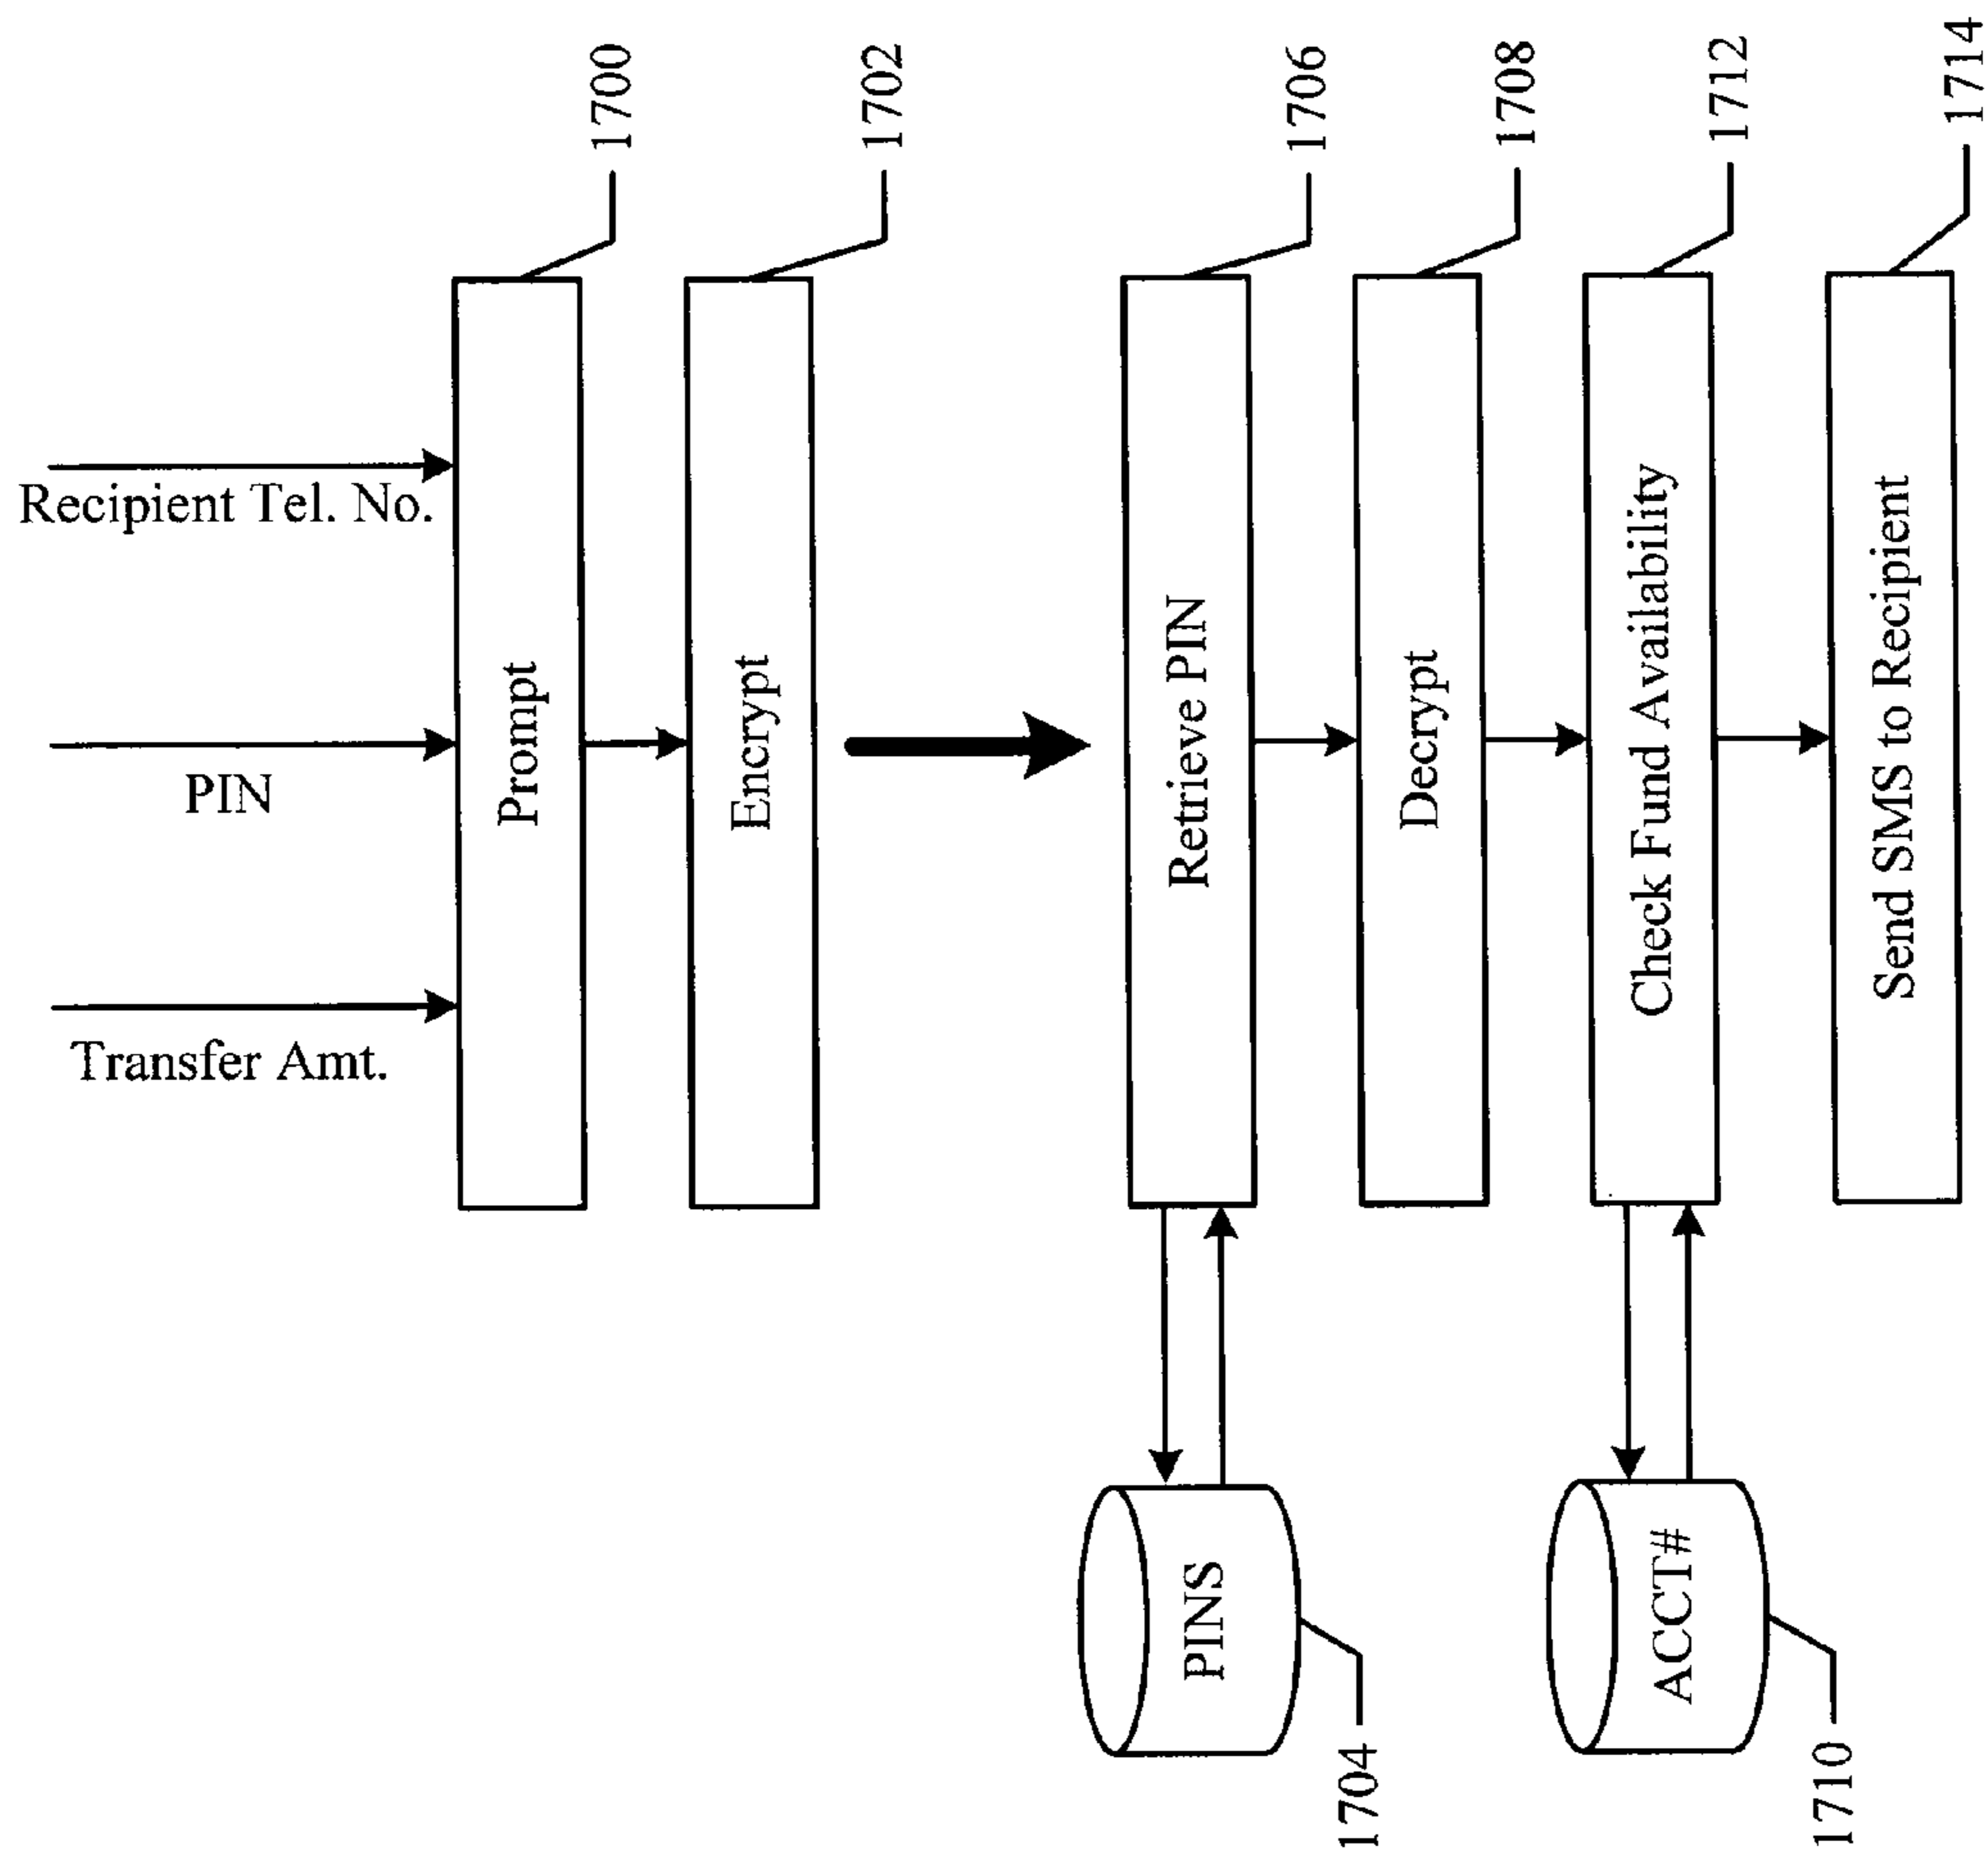 Recipient Tel. No.
PIN
Transfer Amt.
Prompt
1700
Encrypt
1702
Retrieve PIN
1706
PINS
1704
Decrypt
1708
Check Fund Availability
1712
ACCT#
1710
Send SMS to Recipient
1714